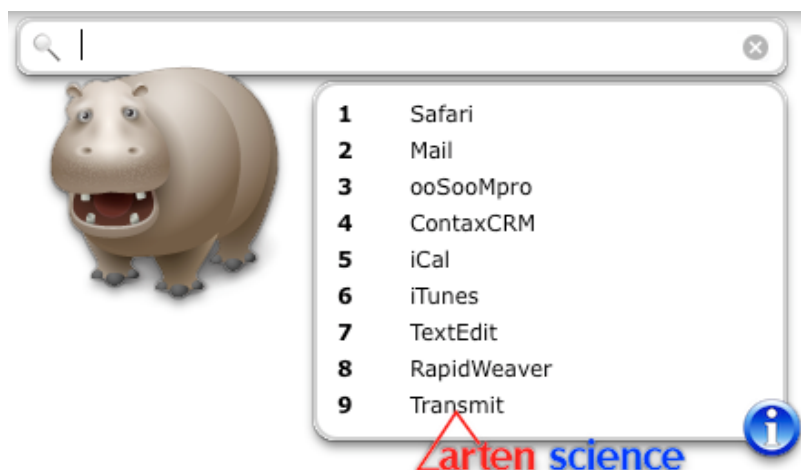 1 Safari
2 Mail
3 ooSooMpro
4 ContaxCRM
5 iCal
6 iTunes
7 TextEdit
8 RapidWeaver
9 Transmit
i
arten science